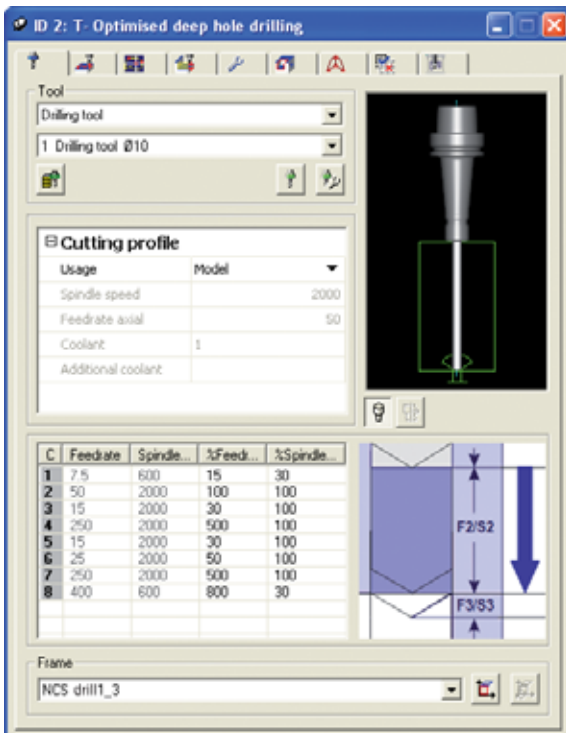 ID 2: T- Optimised deep hole drilling
Tool
Drilling tool
1 Drilling tool Ø10
Cutting profile
Usage Model
Spindle speed 2000
Feedrate axial 50
Coolant 1
Additional coolant
C Feedrate Spindle... %Feedr... %Spindle...
1 7.5 600 15 30
2 50 2000 100 100
3 15 2000 30 100
4 250 2000 500 100
5 15 2000 30 100
6 25 2000 50 100
7 250 2000 500 100
8 400 600 800 30
F2/S2
F3/S3
Frame
NCS drill1_3